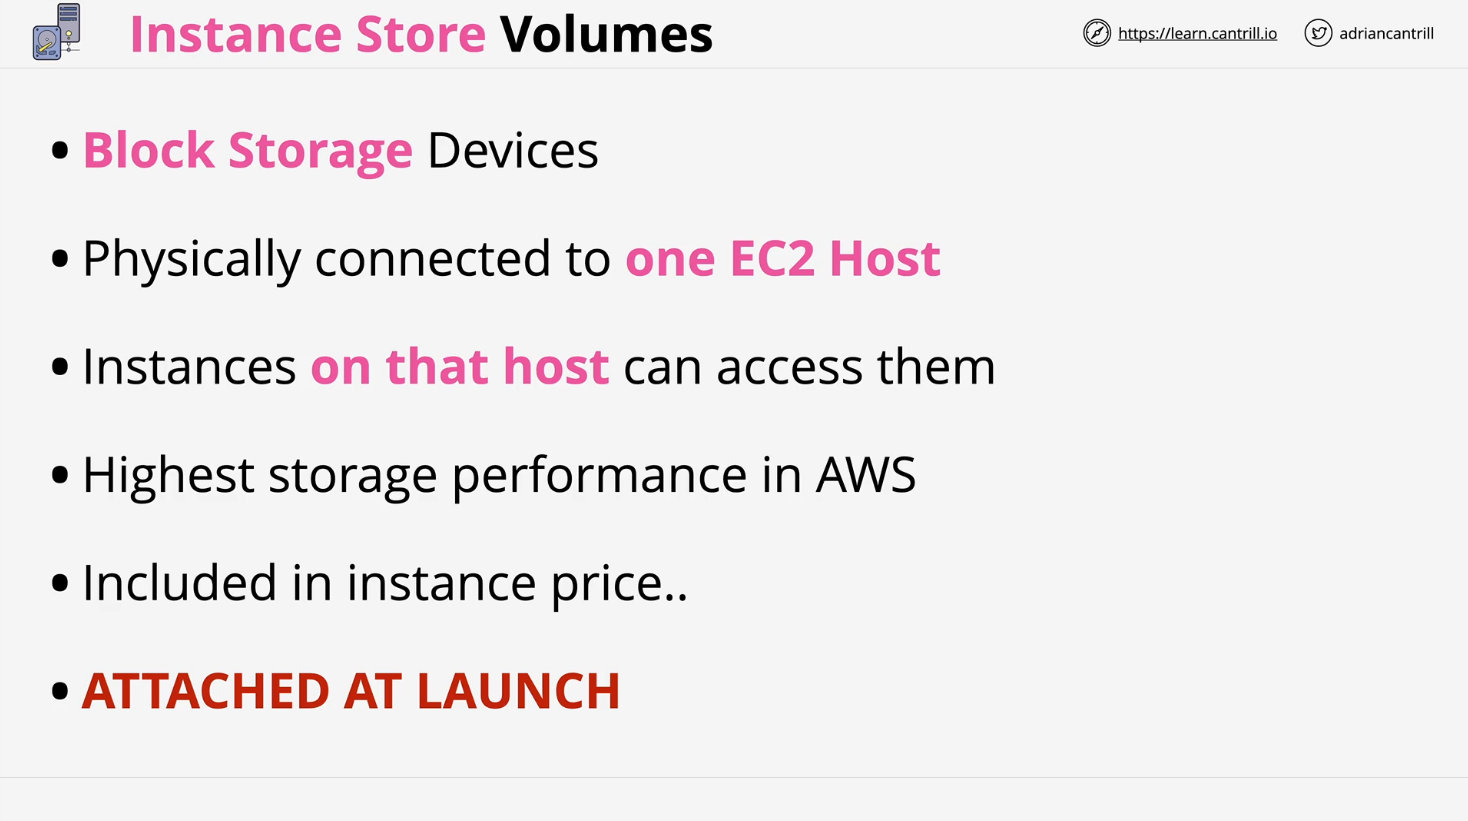 Instance Store Volumes
https://learn.cantrill.io
adriancantrill
• Block Storage Devices
• Physically connected to one EC2 Host
• Instances on that host can access them
• Highest storage performance in AWS
• Included in instance price..
• ATTACHED AT LAUNCH